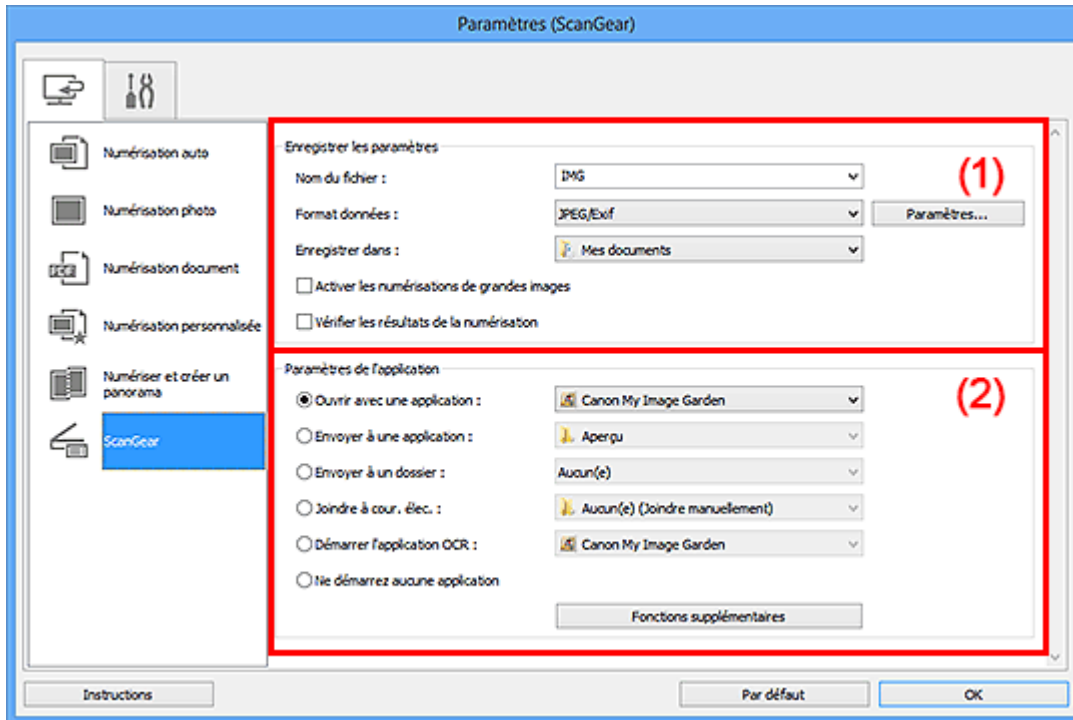 Paramètres (ScanGear)
Numérisation auto
Numérisation photo
Numérisation document
Numérisation personnalisée
Numériser et créer un
panorama
ScanGear
Enregistrer les paramètres
(1)
Nom du fichier : IMG
Format données : JPEG/Exif Paramètres...
Enregistrer dans : Mes documents
Activer les numérisations de grandes images
Vérifier les résultats de la numérisation
Paramètres de l'application
(2)
Ouvrir avec une application : Canon My Image Garden
Envoyer à une application : Aperçu
Envoyer à un dossier : Aucun(e)
Joindre à cour. élec. : Aucun(e) (Joindre manuellement)
Démarrer l'application OCR : Canon My Image Garden
Ne démarrez aucune application
Fonctions supplémentaires
Instructions Par défaut OK